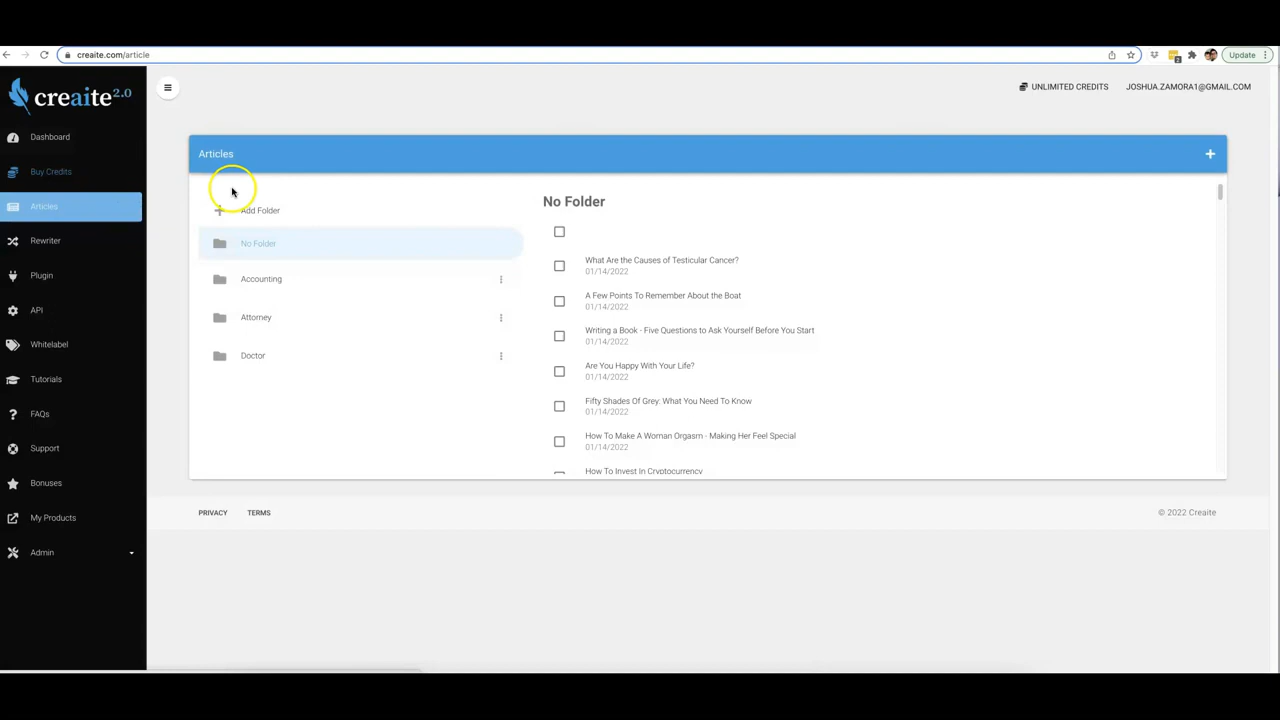 creaite.com/article
Update
creaite 2.0
UNLIMITED CREDITS
JOSHUA.ZAMORA1@GMAIL.COM
Dashboard
Buy Credits
Articles
Rewriter
Plugin
API
Whitelabel
Tutorials
FAQs
Support
Bonuses
My Products
Admin
Articles
Add Folder
No Folder
Accounting
Attorney
Doctor
No Folder
What Are the Causes of Testicular Cancer?
01/14/2022
A Few Points To Remember About the Boat
01/14/2022
Writing a Book - Five Questions to Ask Yourself Before You Start
01/14/2022
Are You Happy With Your Life?
01/14/2022
Fifty Shades Of Grey: What You Need To Know
01/14/2022
How To Make A Woman Orgasm - Making Her Feel Special
01/14/2022
How To Invest In Cryptocurrency
PRIVACY
TERMS
© 2022 Creaite